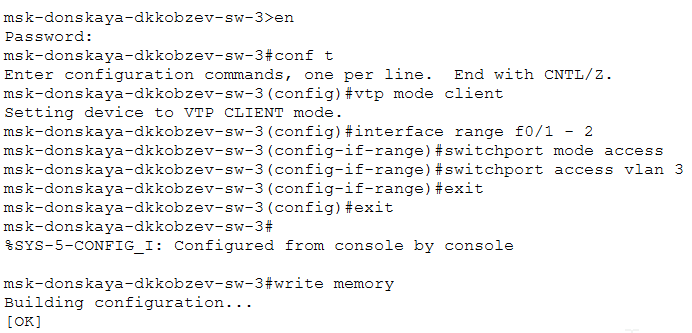 msk-donskaya-dkkobzev-sw-3>en
Password:
msk-donskaya-dkkobzev-sw-3#conf t
Enter configuration commands, one per line.  End with CNTL/Z.
msk-donskaya-dkkobzev-sw-3(config)#vtp mode client
Setting device to VTP CLIENT mode.
msk-donskaya-dkkobzev-sw-3(config)#interface range f0/1 - 2
msk-donskaya-dkkobzev-sw-3(config-if-range)#switchport mode access
msk-donskaya-dkkobzev-sw-3(config-if-range)#switchport access vlan 3
msk-donskaya-dkkobzev-sw-3(config-if-range)#exit
msk-donskaya-dkkobzev-sw-3(config)#exit
msk-donskaya-dkkobzev-sw-3#
%SYS-5-CONFIG_I: Configured from console by console
msk-donskaya-dkkobzev-sw-3#write memory
Building configuration...
[OK]